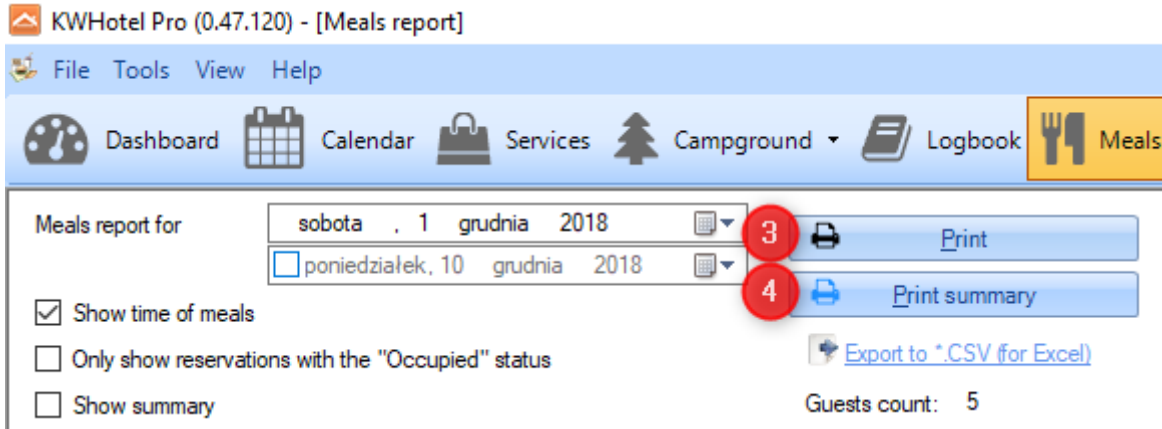 KWHotel Pro (0.47.120) - [Meals report]
File Tools View Help
Dashboard Calendar Services Campground Logbook Meals
Meals report for sobota , 1 grudnia 2018 3 Print
poniedziałek, 10 grudnia 2018 4 Print summary
Show time of meals
Only show reservations with the "Occupied" status Export to *.CSV (for Excel)
Show summary Guests count: 5